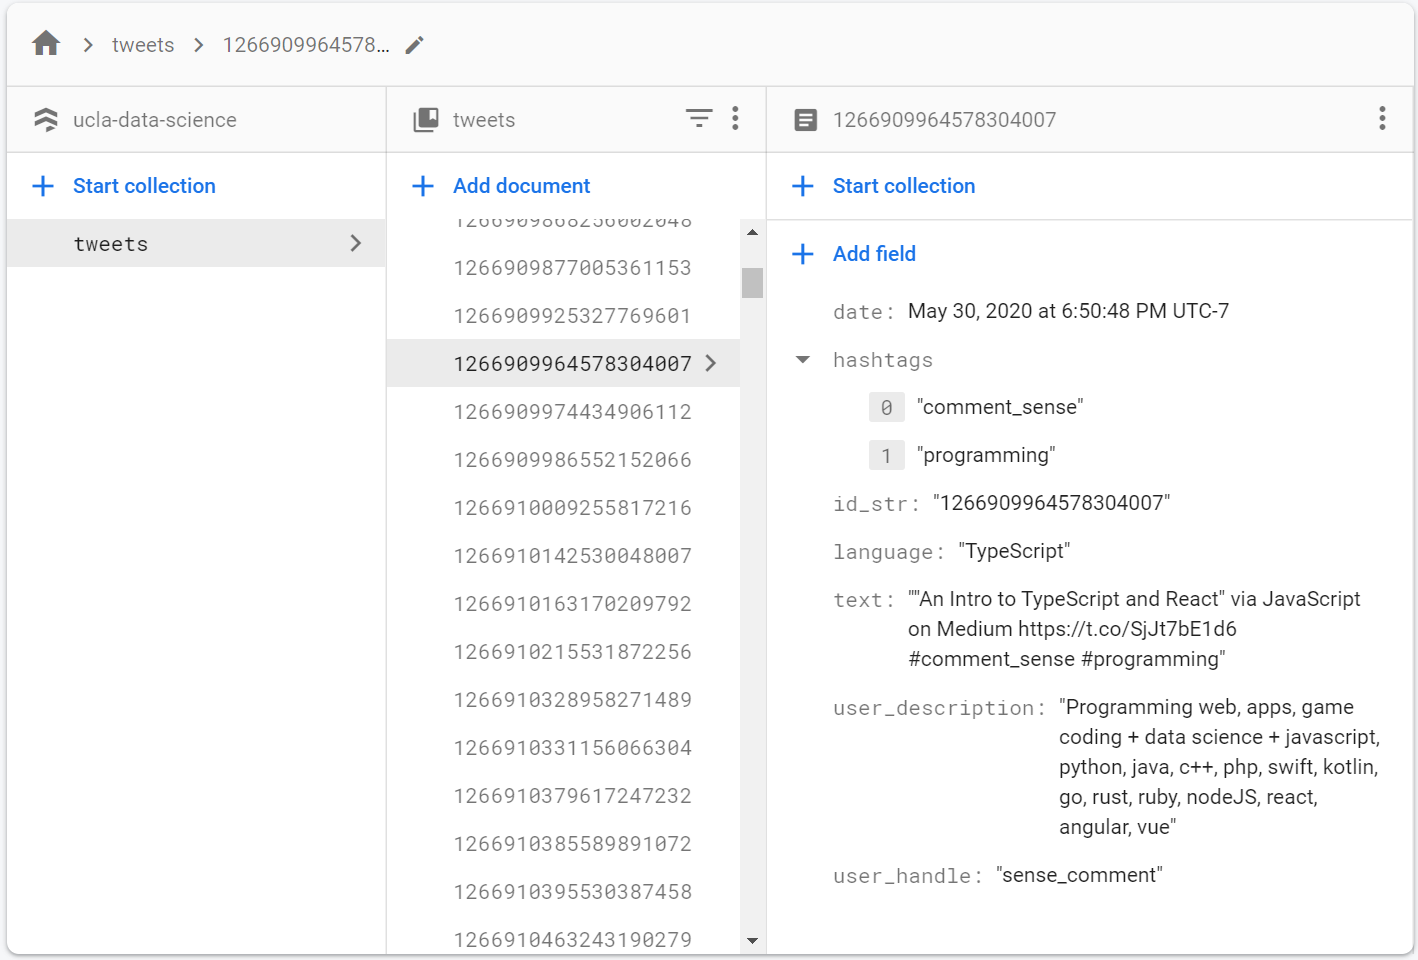 tweets
1266909964578...
ucla-data-science
Start collection
tweets
tweets
Add document
1266909868256002048
1266909877005361153
1266909925327769601
1266909964578304007
1266909974434906112
1266909986552152066
1266910009255817216
1266910142530048007
1266910163170209792
1266910215531872256
1266910328958271489
1266910331156066304
1266910379617247232
1266910385589891072
1266910395530387458
1266910463243190279
1266909964578304007
Start collection
Add field
date: May 30, 2020 at 6:50:48 PM UTC-7
hashtags
0 "comment_sense"
1 "programming"
id_str: "1266909964578304007"
language: "TypeScript"
text: ""An Intro to TypeScript and React" via JavaScript
on Medium https://t.co/SjJt7bE1d6
#comment_sense #programming"
user_description: "Programming web, apps, game
coding + data science + javascript,
python, java, c++, php, swift, kotlin,
go, rust, ruby, nodeJS, react,
angular, vue"
user_handle: "sense_comment"